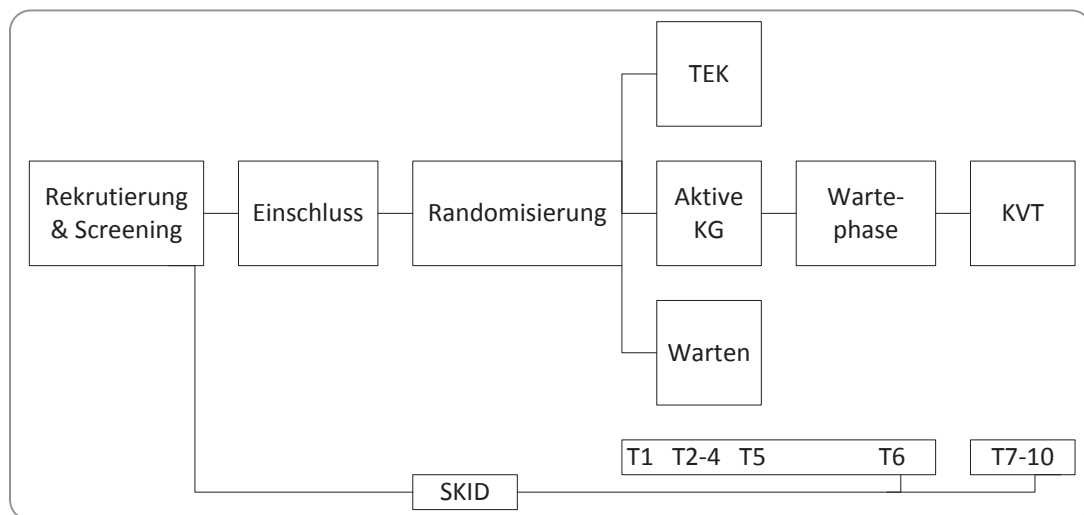 TEK
Rekrutierung
& Screening
Einschluss
Randomisierung
Aktive
KG
Warte-
phase
KVT
Warten
T1 T2-4 T5 T6
T7-10
SKID